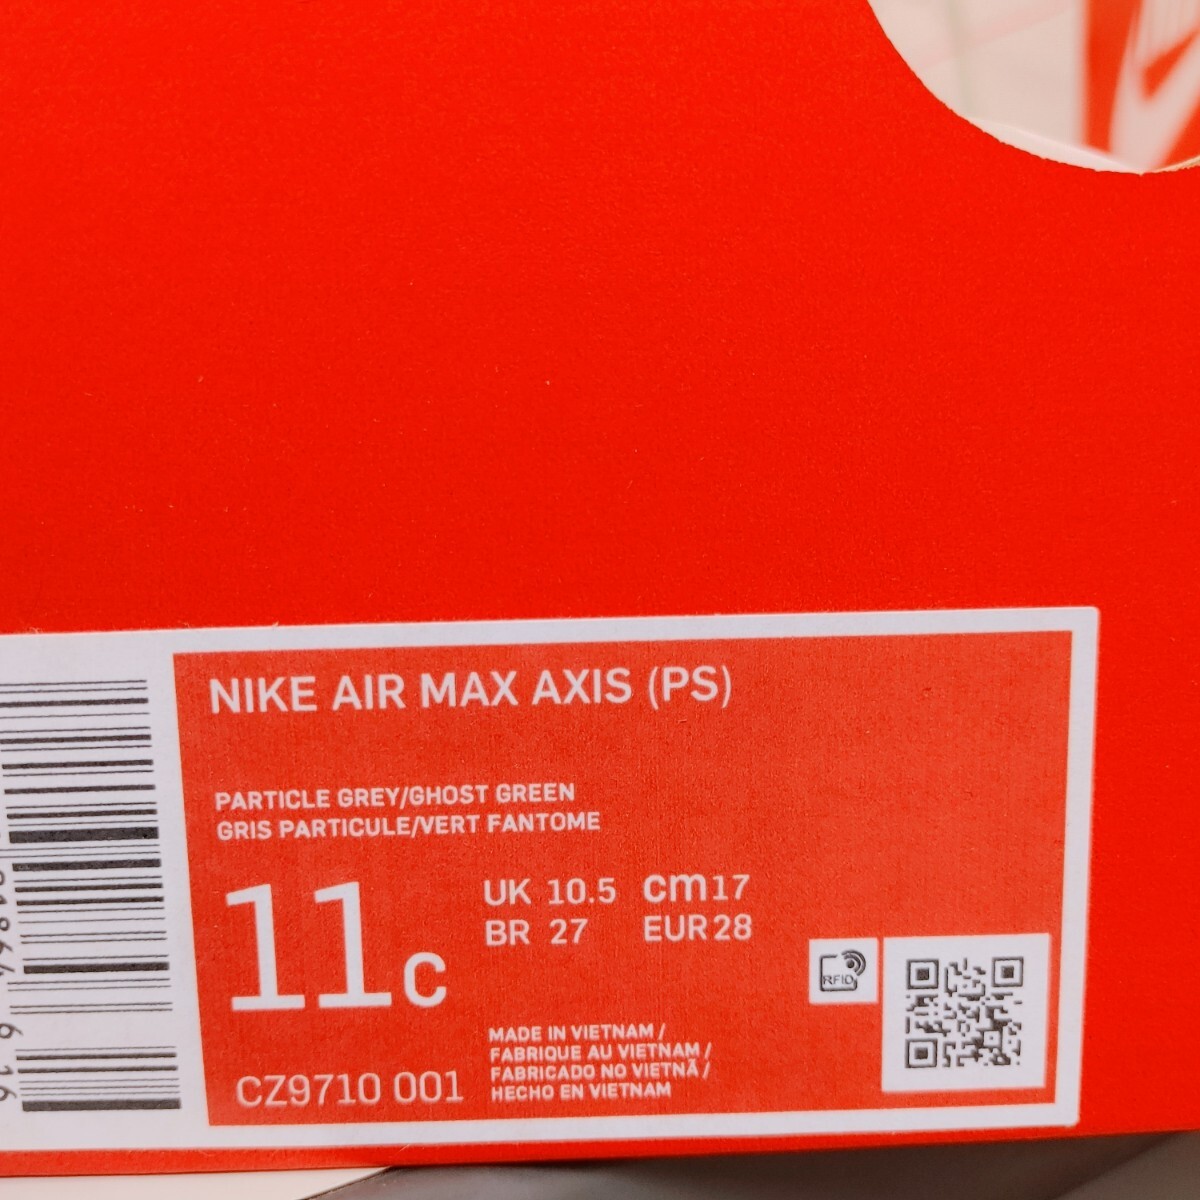 NIKE AIR MAX AXIS (PS)
PARTICLE GREY/GHOST GREEN
GRIS PARTICULE/VERT FANTOME
11C
UK 10.5 cm 17
BR 27 EUR 28
MADE IN VIETNAM /
FABRIQUE AU VIETNAM /
FABRICADO NO VIETNÃ /
HECHO EN VIETNAM
CZ9710 001
RFID